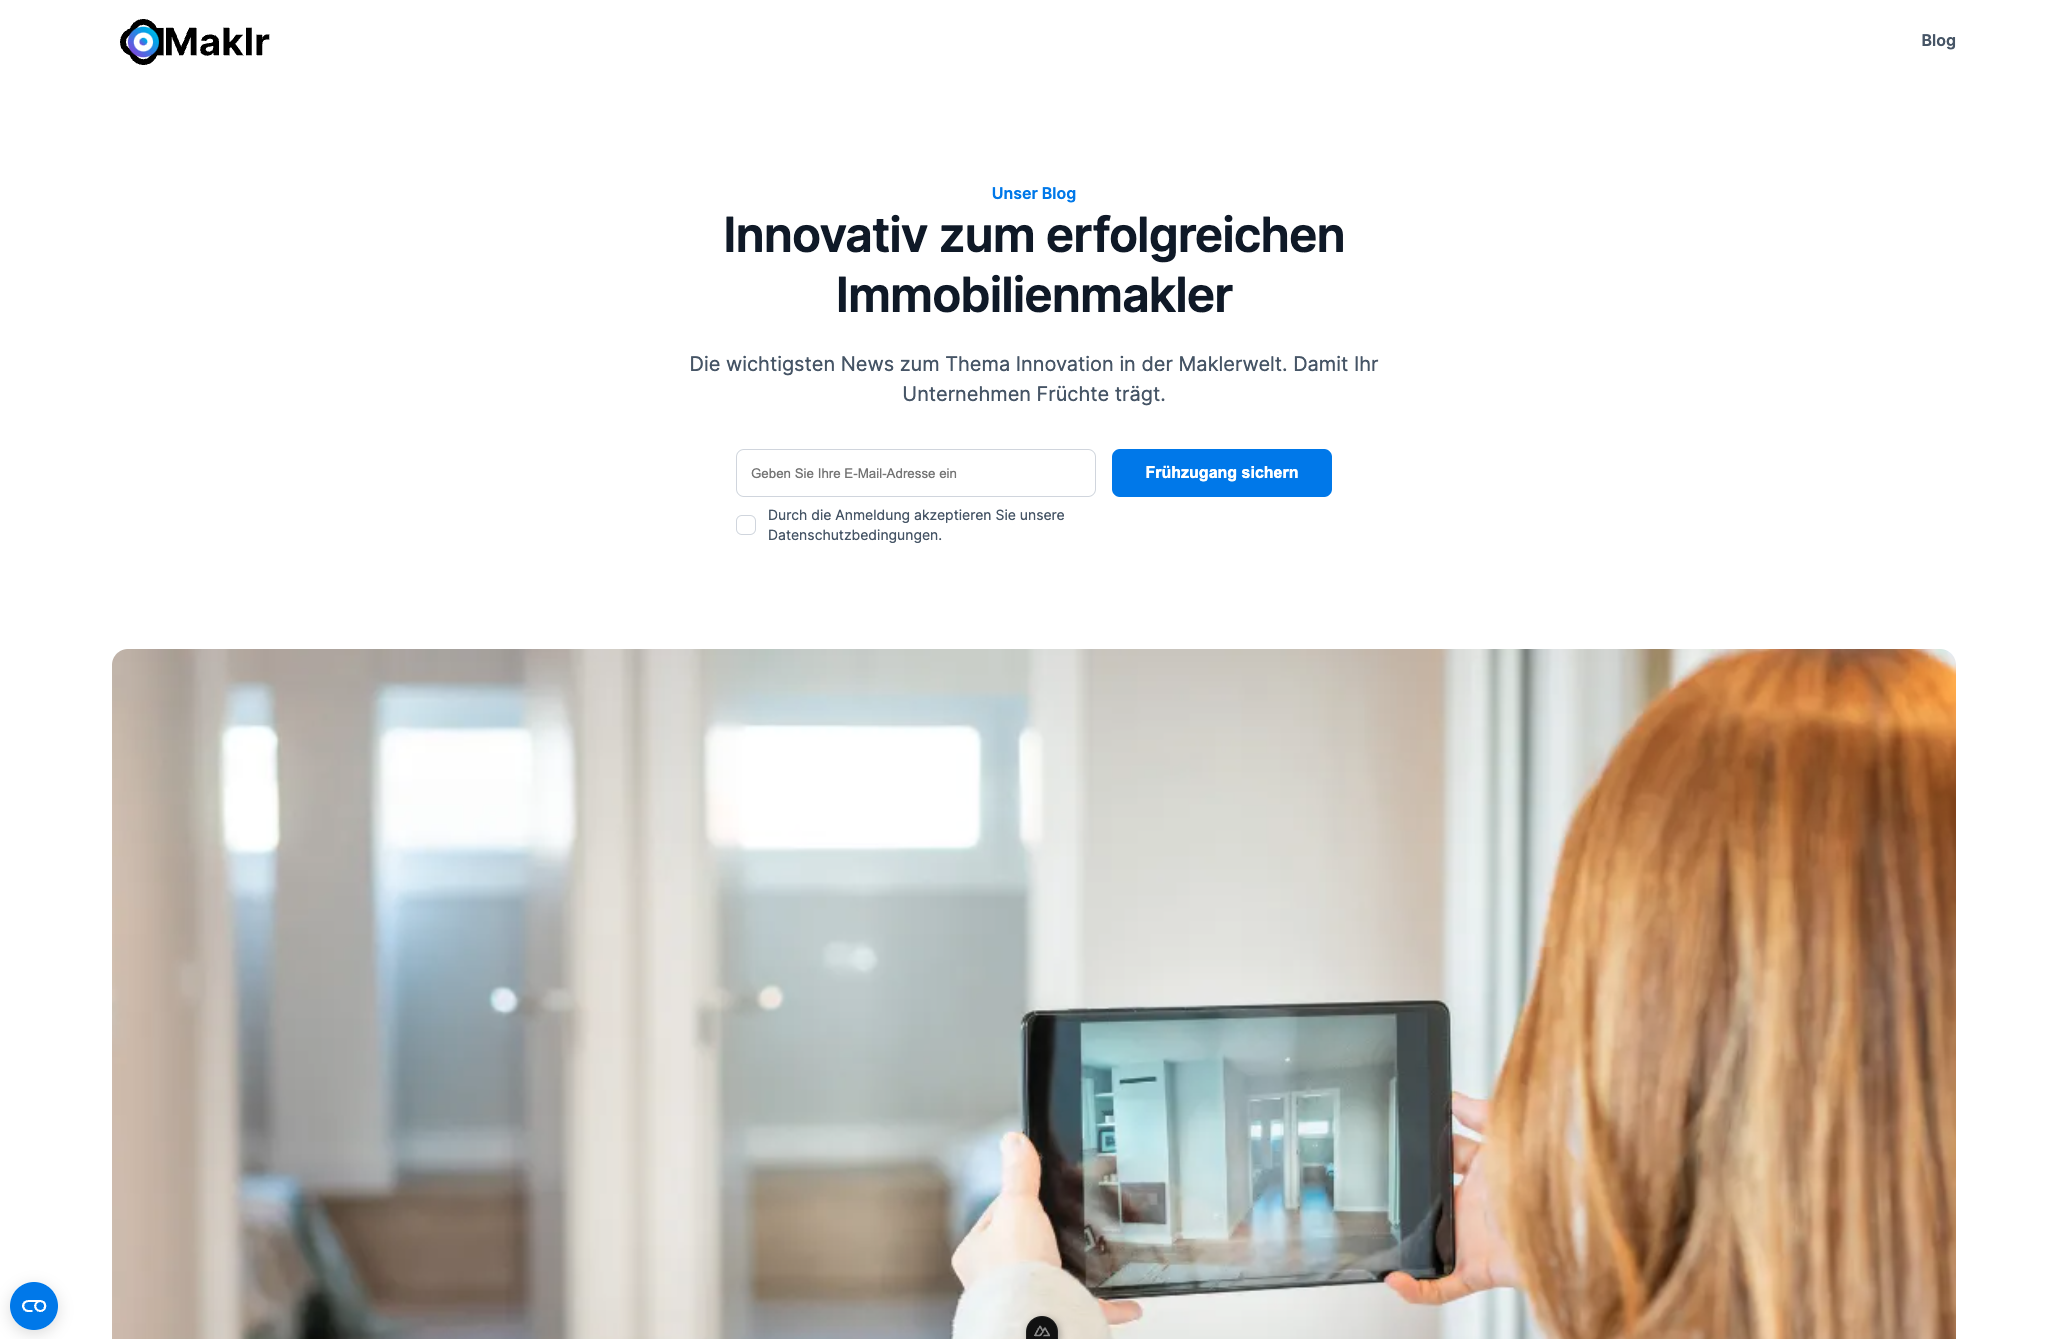 Maklr
Blog
Unser Blog
Innovativ zum erfolgreichen
Immobilienmakler
Die wichtigsten News zum Thema Innovation in der Maklerwelt. Damit Ihr
Unternehmen Früchte trägt.
Geben Sie Ihre E-Mail-Adresse ein
Frühzugang sichern
Durch die Anmeldung akzeptieren Sie unsere
Datenschutzbedingungen.